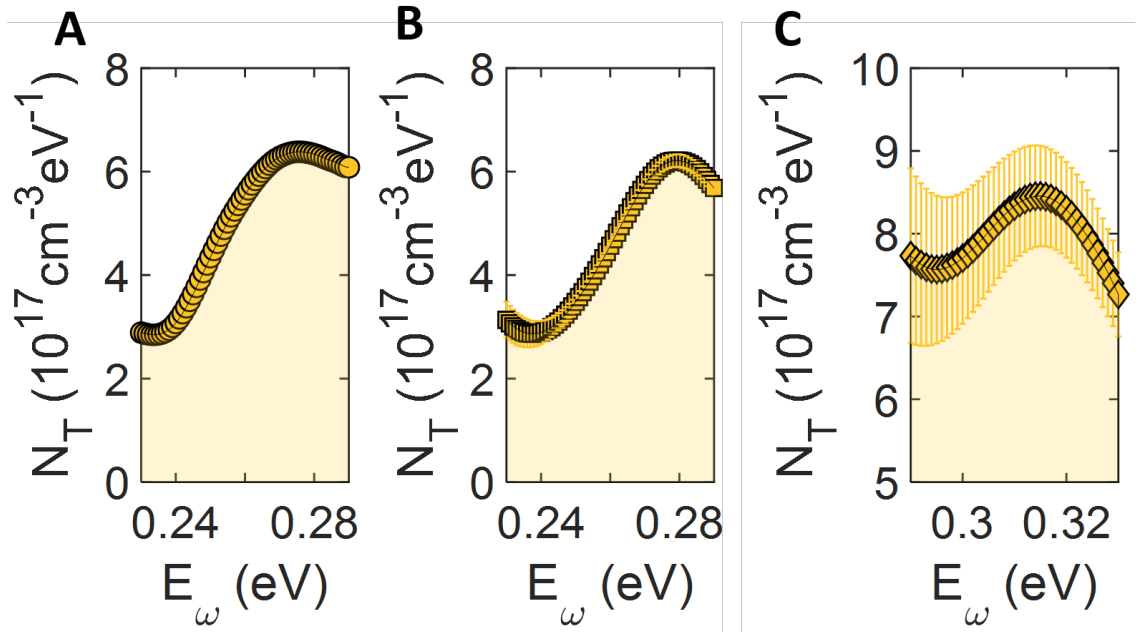 A
N_T (10^17 cm^-3 eV^-1)
8
6
4
2
0
0.24
0.28
E_ω (eV)
B
N_T (10^17 cm^-3 eV^-1)
8
6
4
2
0
0.24
0.28
E_ω (eV)
C
N_T (10^17 cm^-3 eV^-1)
10
9
8
7
6
5
0.3
0.32
E_ω (eV)